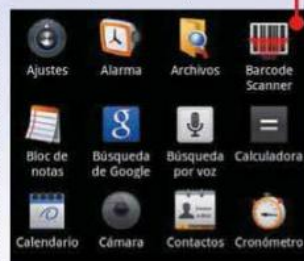 Ajustes Alarma Archivos Barcode
Scanner
8
Bloc de Búsqueda Búsqueda Calculadora
notas de Google por voz
Calendario Cámara Contactos Cronómetro